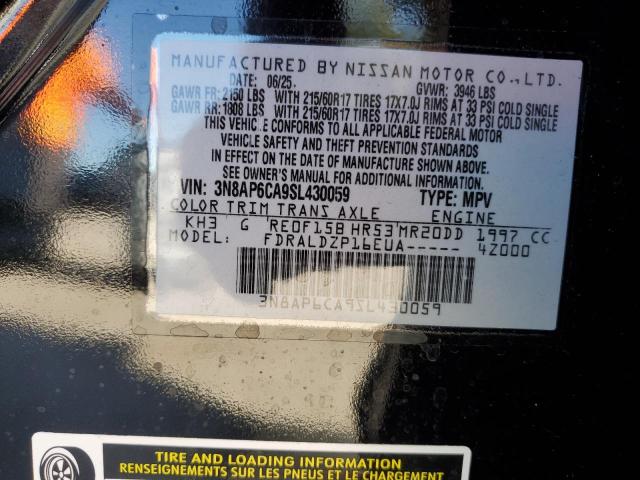 MANUFACTURED BY NISSAN MOTOR CO., LTD.
DATE: 06/25. GVWR: 3946 LBS
GAWR FR: 2160 LBS WITH 215/60R17 TIRES 17X7.0J RIMS AT 33 PSI COLD SINGLE
GAWR RR: 1808 LBS WITH 215/60R17 TIRES 17X7.0J RIMS AT 33 PSI COLD SINGLE
THIS VEHICLE CONFORMS TO ALL APPLICABLE FEDERAL MOTOR
VEHICLE SAFETY AND THEFT PREVENTION STANDARDS
IN EFFECT ON THE DATE OF MANUFACTURE SHOWN ABOVE.
SEE OWNER'S MANUAL FOR ADDITIONAL INFORMATION.
VIN: 3N8AP6CA9SL430059 TYPE: MPV
COLOR TRIM TRANS AXLE ENGINE
KH3 G RE0F15B HR53 MR20DD 1997 CC
MODEL: FDRALDZP1LEUA----- 4Z000
3N8AP6CA9SL430059
TIRE AND LOADING INFORMATION
RENSEIGNEMENTS SUR LES PNEUS ET LE CHARGEMENT